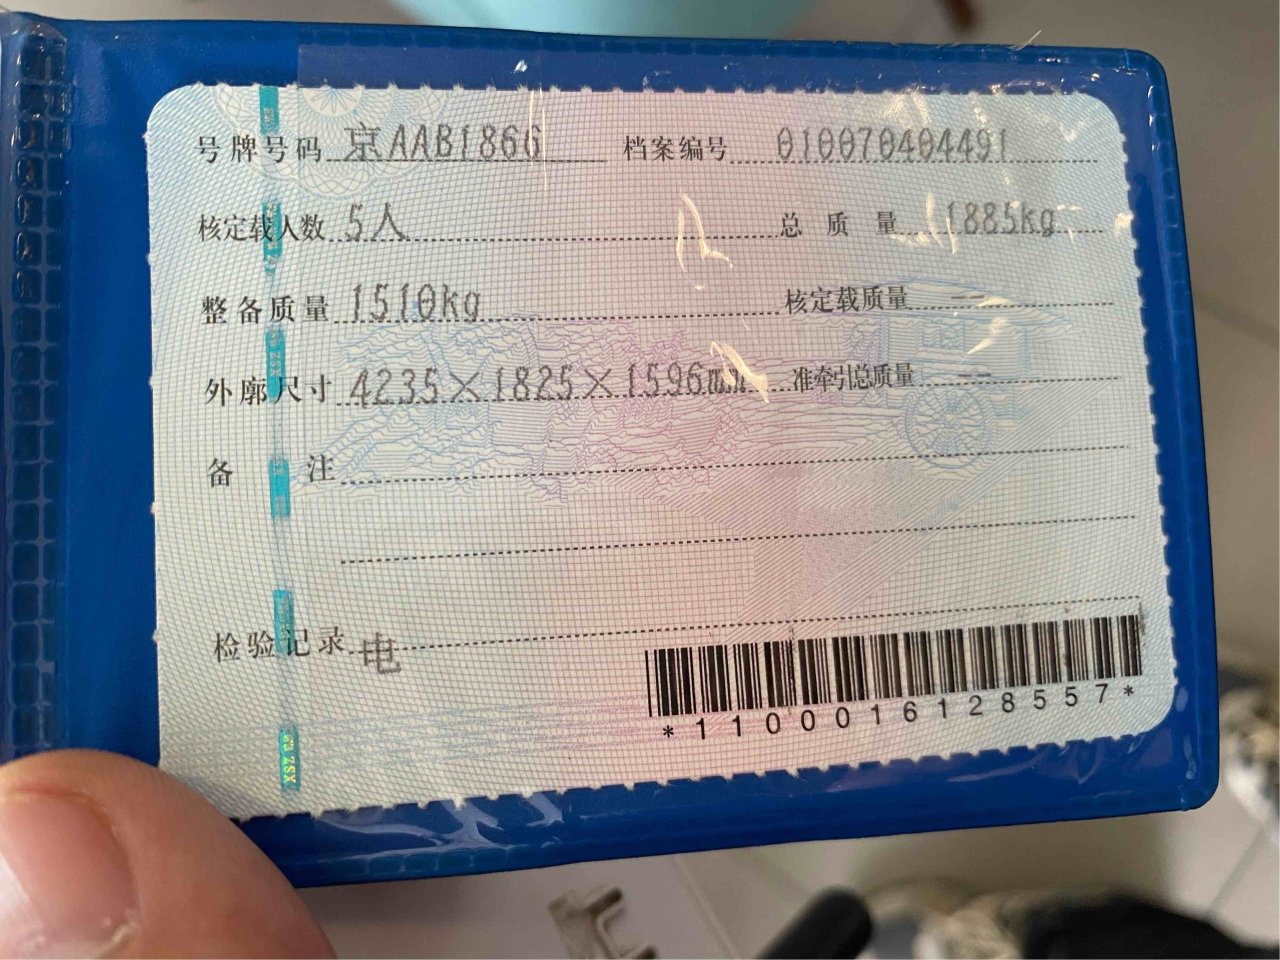 号牌号码 京AAB1866 档案编号 010070404491
核定载人数 5人 总质量 1885kg
整备质量 1510kg 核定载质量 --
外廓尺寸 4235×1825×1596mm 准牵引总质量 --
备注
检验记录 电
*1100016128557*